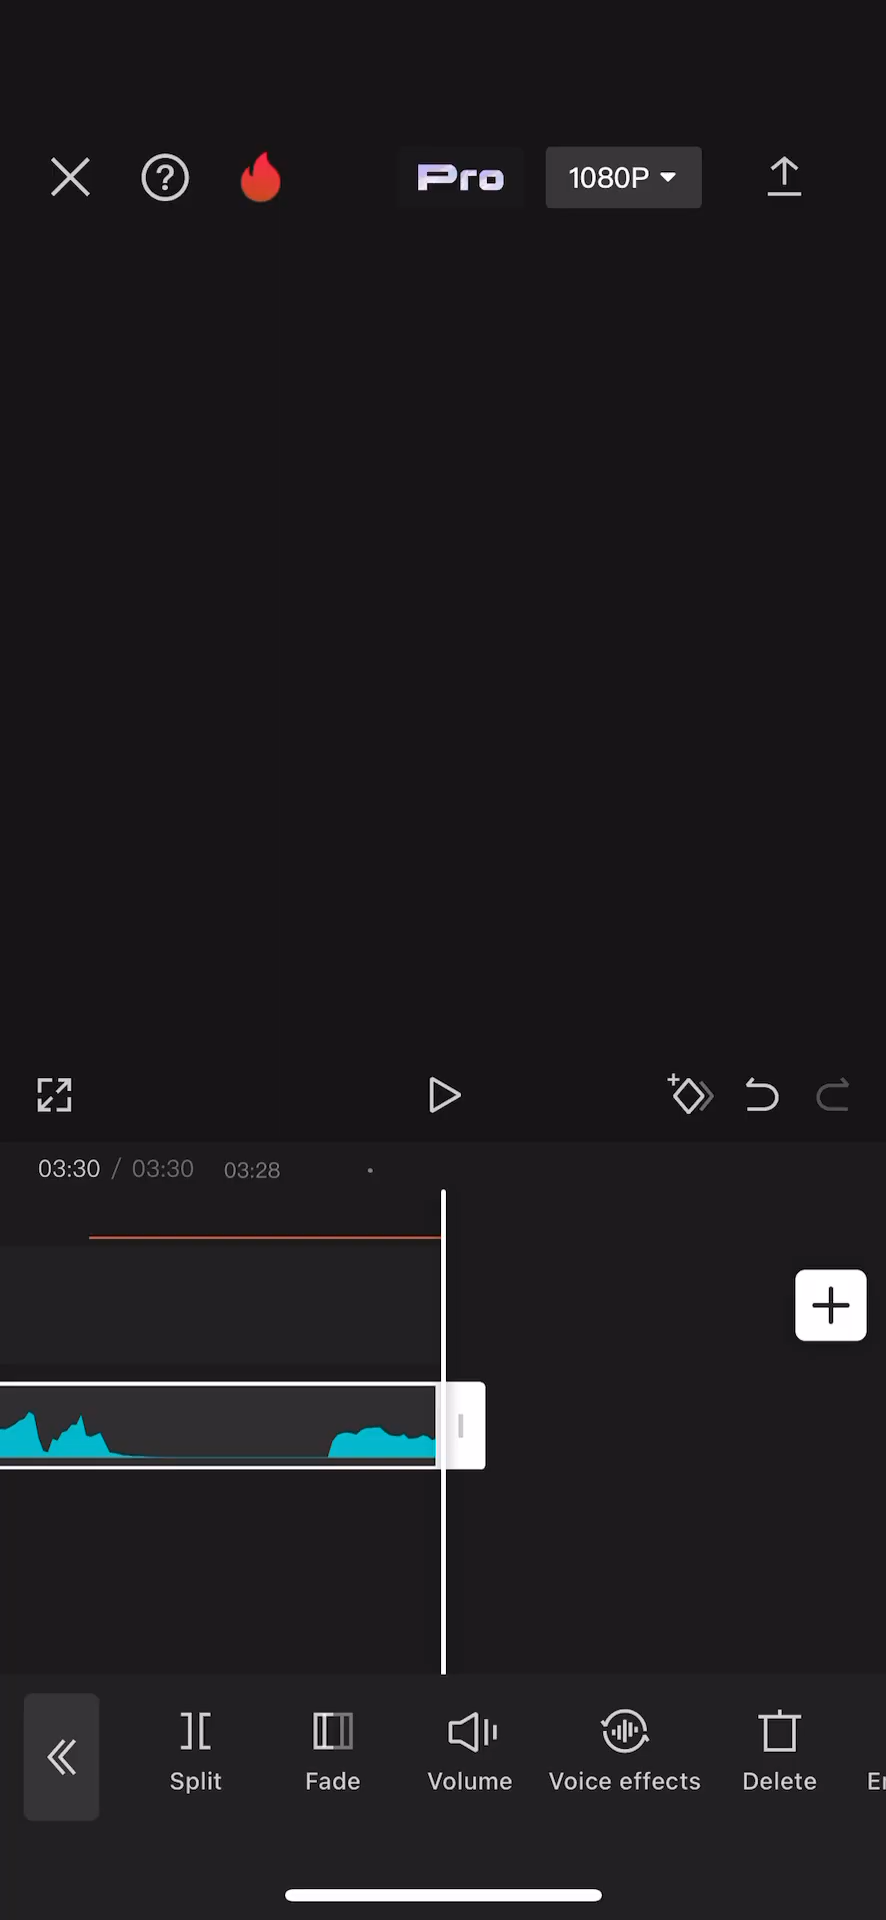 Pro
1080P
03:30 / 03:30 03:28
Split
Fade
Volume
Voice effects
Delete